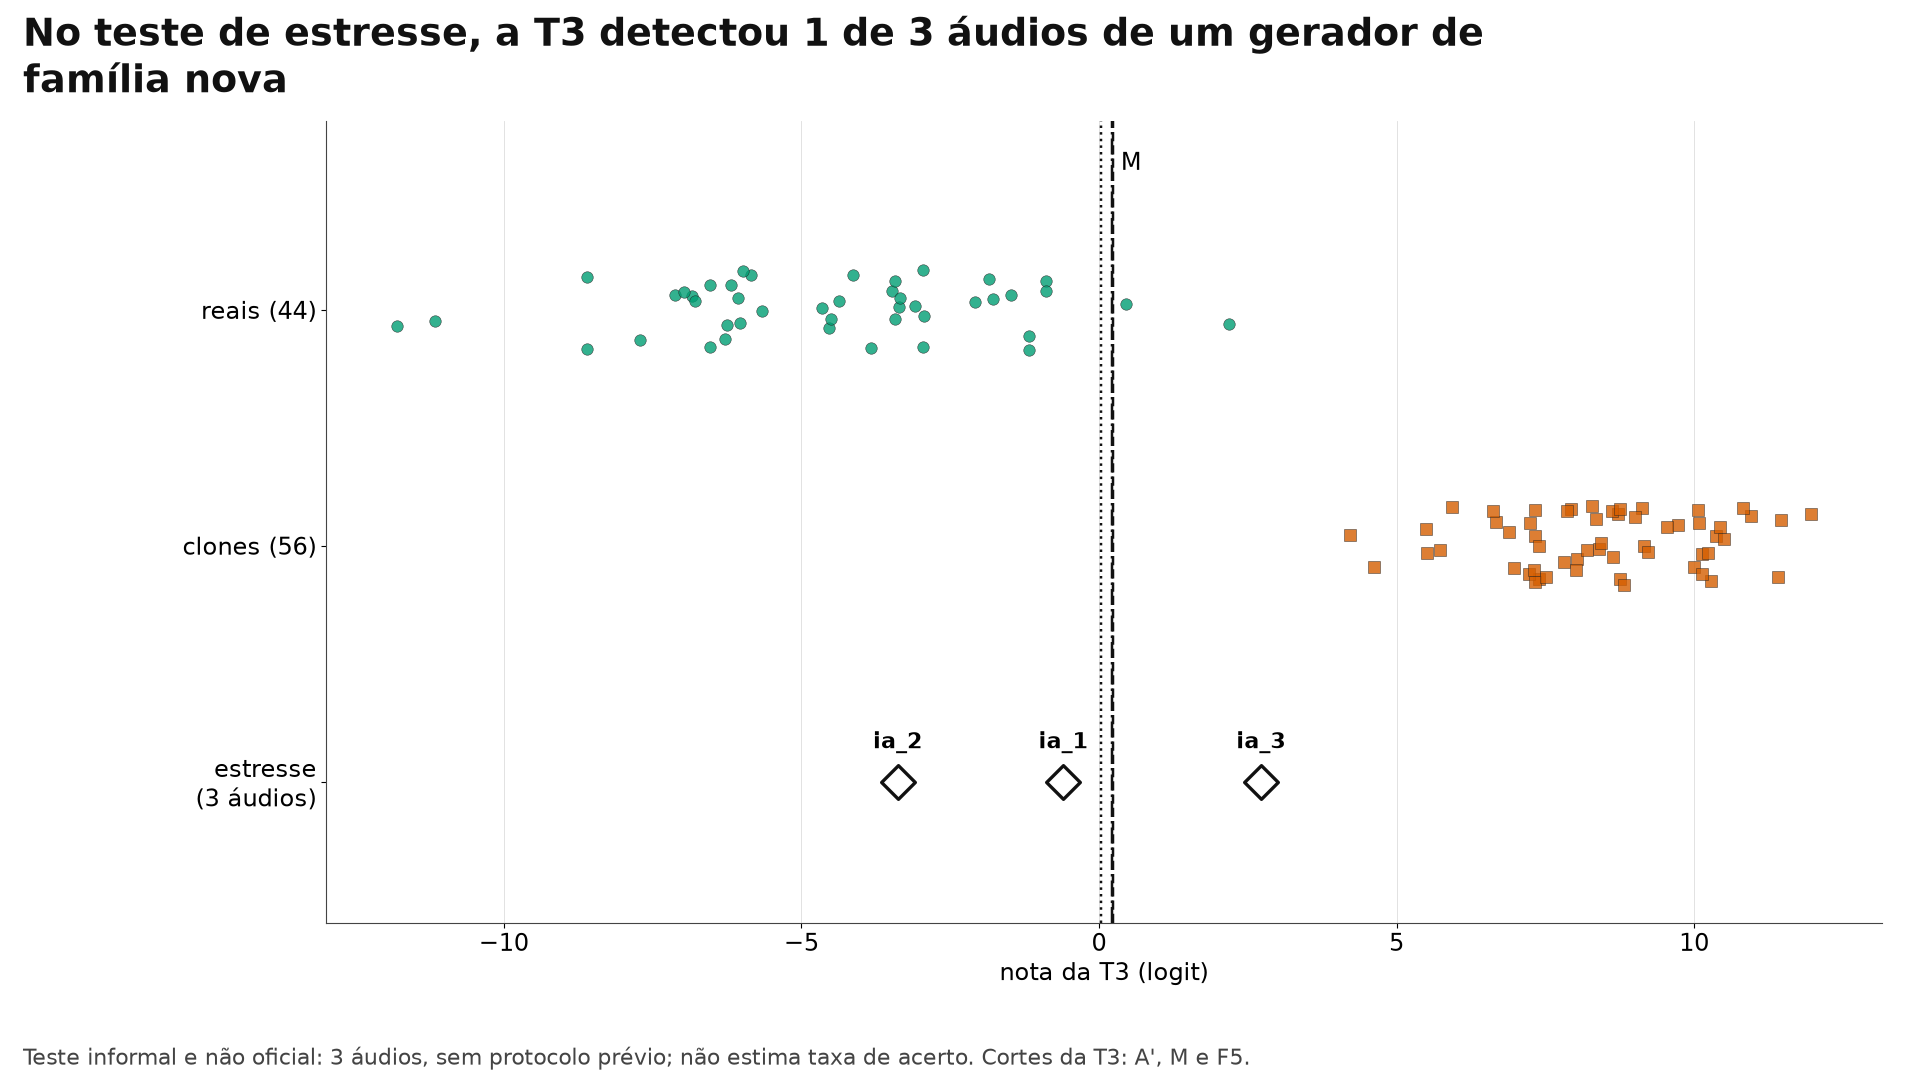 No teste de estresse, a T3 detectou 1 de 3 áudios de um gerador de
família nova
M
reais (44)
clones (56)
ia_2
ia_1
ia_3
estresse
(3 áudios)
−10
−5
0
5
10
nota da T3 (logit)
Teste informal e não oficial: 3 áudios, sem protocolo prévio; não estima taxa de acerto. Cortes da T3: A', M e F5.